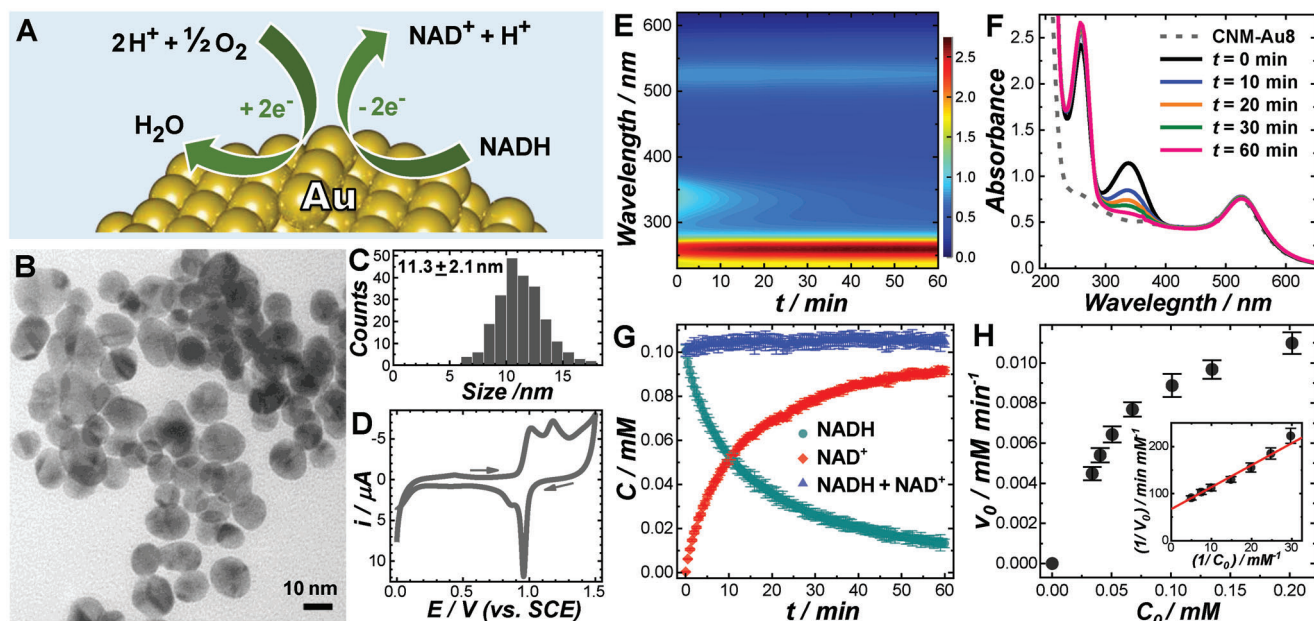 A
2H⁺ + ½ O₂
NAD⁺ + H⁺
+ 2e⁻
- 2e⁻
H₂O
NADH
Au
B
10 nm
C
11.3 ± 2.1 nm
50
40
30
20
10
0
Counts
0
5
10
15
Size /nm
D
-5
0
5
10
i / µA
0.0
0.5
1.0
1.5
E / V (vs. SCE)
E
600
500
400
300
Wavelength / nm
0
10
20
30
40
50
60
t / min
2.5
2.0
1.5
1.0
0.5
0.0
F
2.5
2.0
1.5
1.0
0.5
0.0
Absorbance
CNM-Au8
t = 0 min
t = 10 min
t = 20 min
t = 30 min
t = 60 min
200
300
400
500
600
Wavelegnth / nm
G
0.10
0.08
0.06
0.04
0.02
0.00
C / mM
NADH
NAD⁺
NADH + NAD⁺
0
10
20
30
40
50
60
t / min
H
0.010
0.008
0.006
0.004
0.002
0.000
v₀ / mM min⁻¹
0.00
0.05
0.10
0.15
0.20
C₀ / mM
200
100
0
(1/ V₀) / min mM⁻¹
0
10
20
30
(1/ C₀) / mM⁻¹